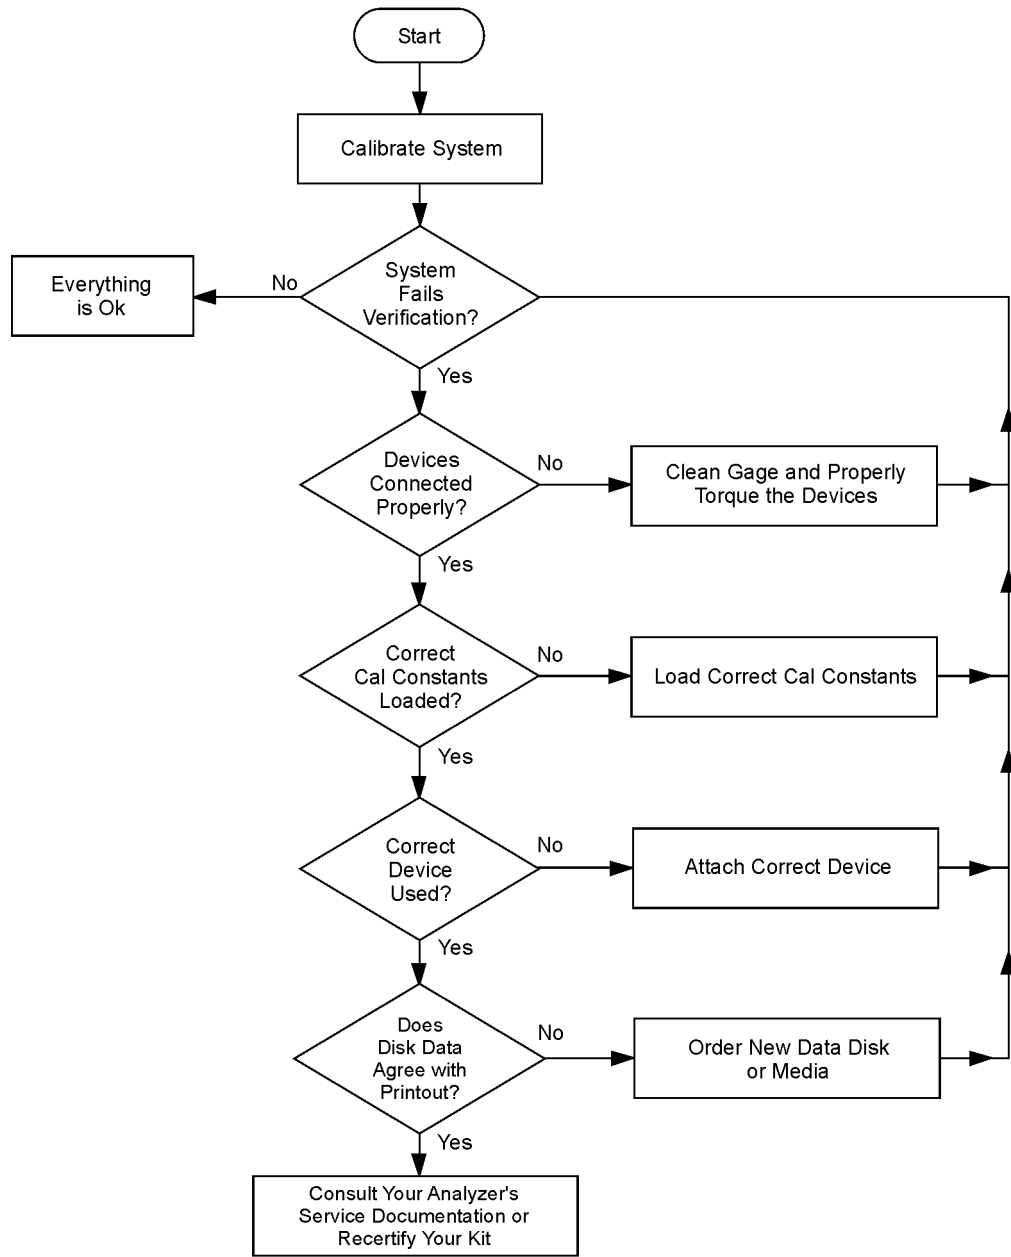 Start
Calibrate System
System
Fails
Verification?
No
Everything
is Ok
Yes
Devices
Connected
Properly?
No
Clean Gage and Properly
Torque the Devices
Yes
Correct
Cal Constants
Loaded?
No
Load Correct Cal Constants
Yes
Correct
Device
Used?
No
Attach Correct Device
Yes
Does
Disk Data
Agree with
Printout?
No
Order New Data Disk
or Media
Yes
Consult Your Analyzer's
Service Documentation or
Recertify Your Kit